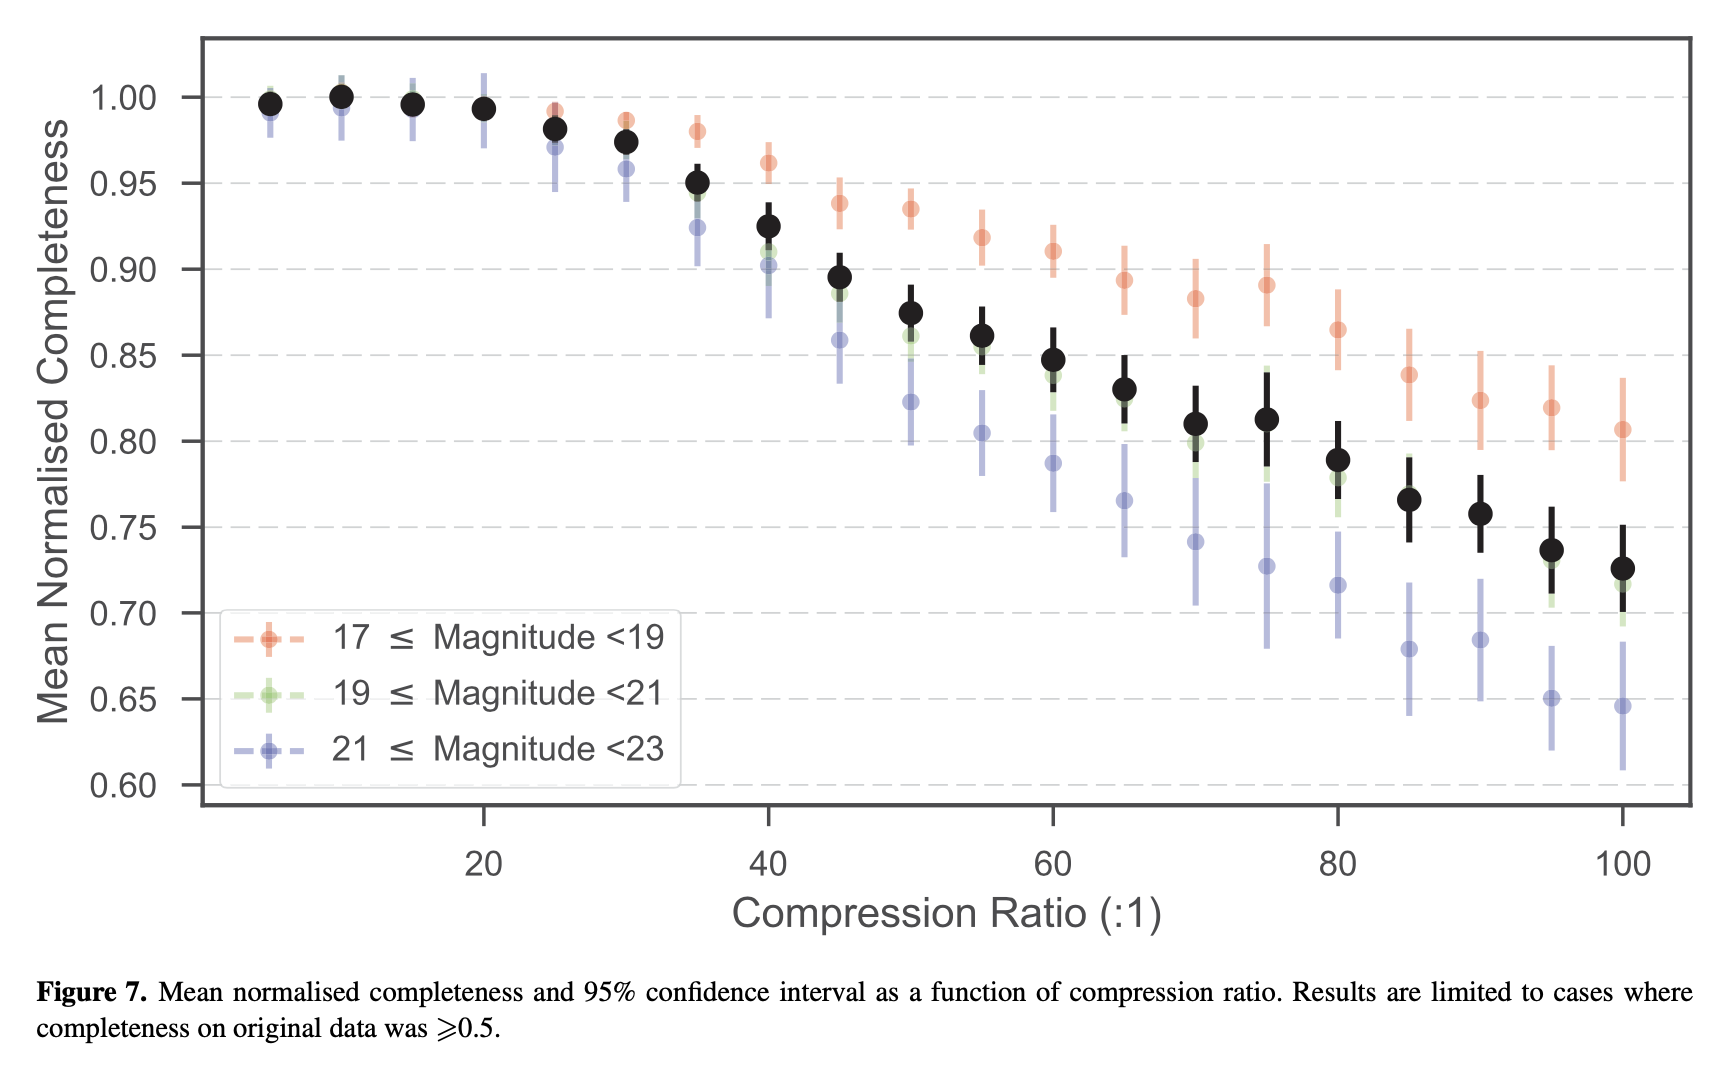 1.00
0.95
0.90
0.85
0.80
0.75
0.70
0.65
0.60
Mean Normalised Completeness
17 ≤ Magnitude <19
19 ≤ Magnitude <21
21 ≤ Magnitude <23
20 40 60 80 100
Compression Ratio (:1)
Figure 7. Mean normalised completeness and 95% confidence interval as a function of compression ratio. Results are limited to cases where
completeness on original data was ⩾0.5.